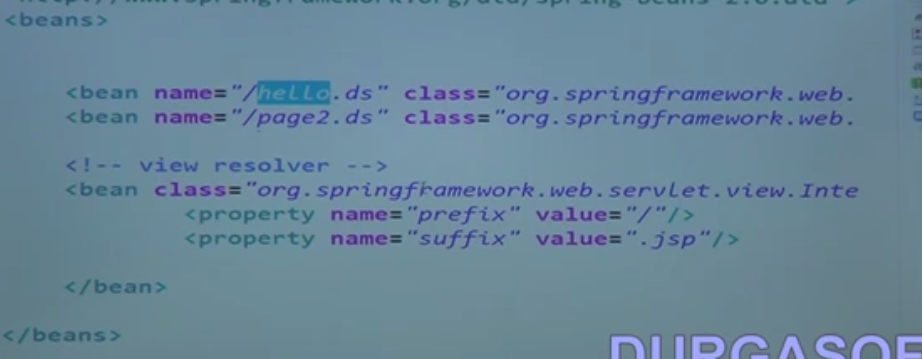 <beans>
<bean name="/hello.ds" class="org.springframework.web.
<bean name="/page2.ds" class="org.springframework.web.
<!-- view resolver -->
<bean class="org.springframework.web.servlet.view.Inte
<property name="prefix" value="/"/>
<property name="suffix" value=".jsp"/>
</bean>
</beans>
DURGASOF